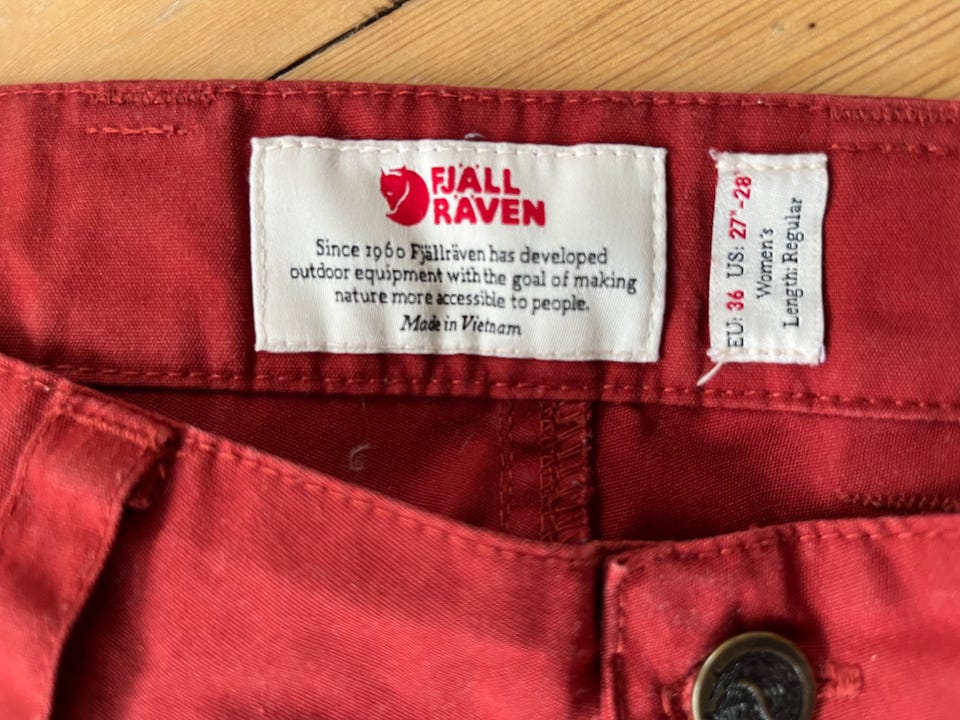 FJÄLL
RÄVEN
Since 1960 Fjällräven has developed
outdoor equipment with the goal of making
nature more accessible to people.
Made in Vietnam
EU: 36 US: 27"-28"
Women's
Length: Regular